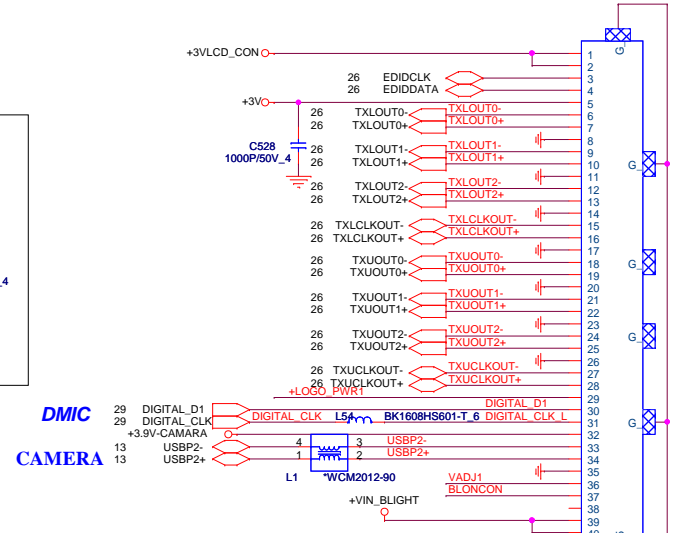 G_
+3VLCD_CON 1
2
26 EDIDCLK 3
26 EDIDDATA 4
+3V 5
26 TXLOUT0- TXLOUT0- 6
26 TXLOUT0+ TXLOUT0+ 7
8
C528
1000P/50V_4
26 TXLOUT1- TXLOUT1- 9
26 TXLOUT1+ TXLOUT1+ 10 G_
11
26 TXLOUT2- TXLOUT2- 12
26 TXLOUT2+ TXLOUT2+ 13
14
26 TXLCLKOUT- TXLCLKOUT- 15
26 TXLCLKOUT+ TXLCLKOUT+ 16
17
26 TXUOUT0- TXUOUT0- 18 G_
26 TXUOUT0+ TXUOUT0+ 19
_4
20
26 TXUOUT1- TXUOUT1- 21
26 TXUOUT1+ TXUOUT1+ 22
23
26 TXUOUT2- TXUOUT2- 24 G_
26 TXUOUT2+ TXUOUT2+ 25
26
26 TXUCLKOUT- TXUCLKOUT- 27
26 TXUCLKOUT+ TXUCLKOUT+ 28
+LOGO_PWR1 29
DMIC 29 DIGITAL_D1 DIGITAL_D1 30
29 DIGITAL_CLK DIGITAL_CLK L54 BK1608HS601-T_6 DIGITAL_CLK_L 31 G_
+3.9V-CAMARA 32
CAMERA 13 USBP2- 4 3 USBP2- 33
13 USBP2+ 1 2 USBP2+ 34
35
L1 *WCM2012-90 VADJ1 36
BLONCON 37
+VIN_BLIGHT 38
39